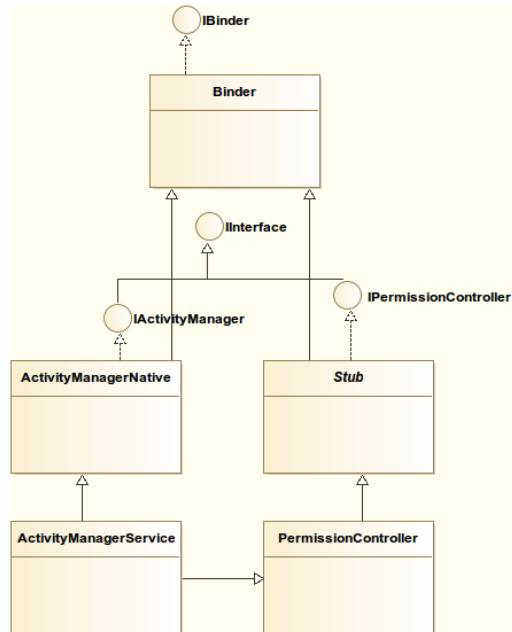 IBinder
Binder
IInterface
IPermissionController
IActivityManager
ActivityManagerNative
Stub
ActivityManagerService
PermissionController